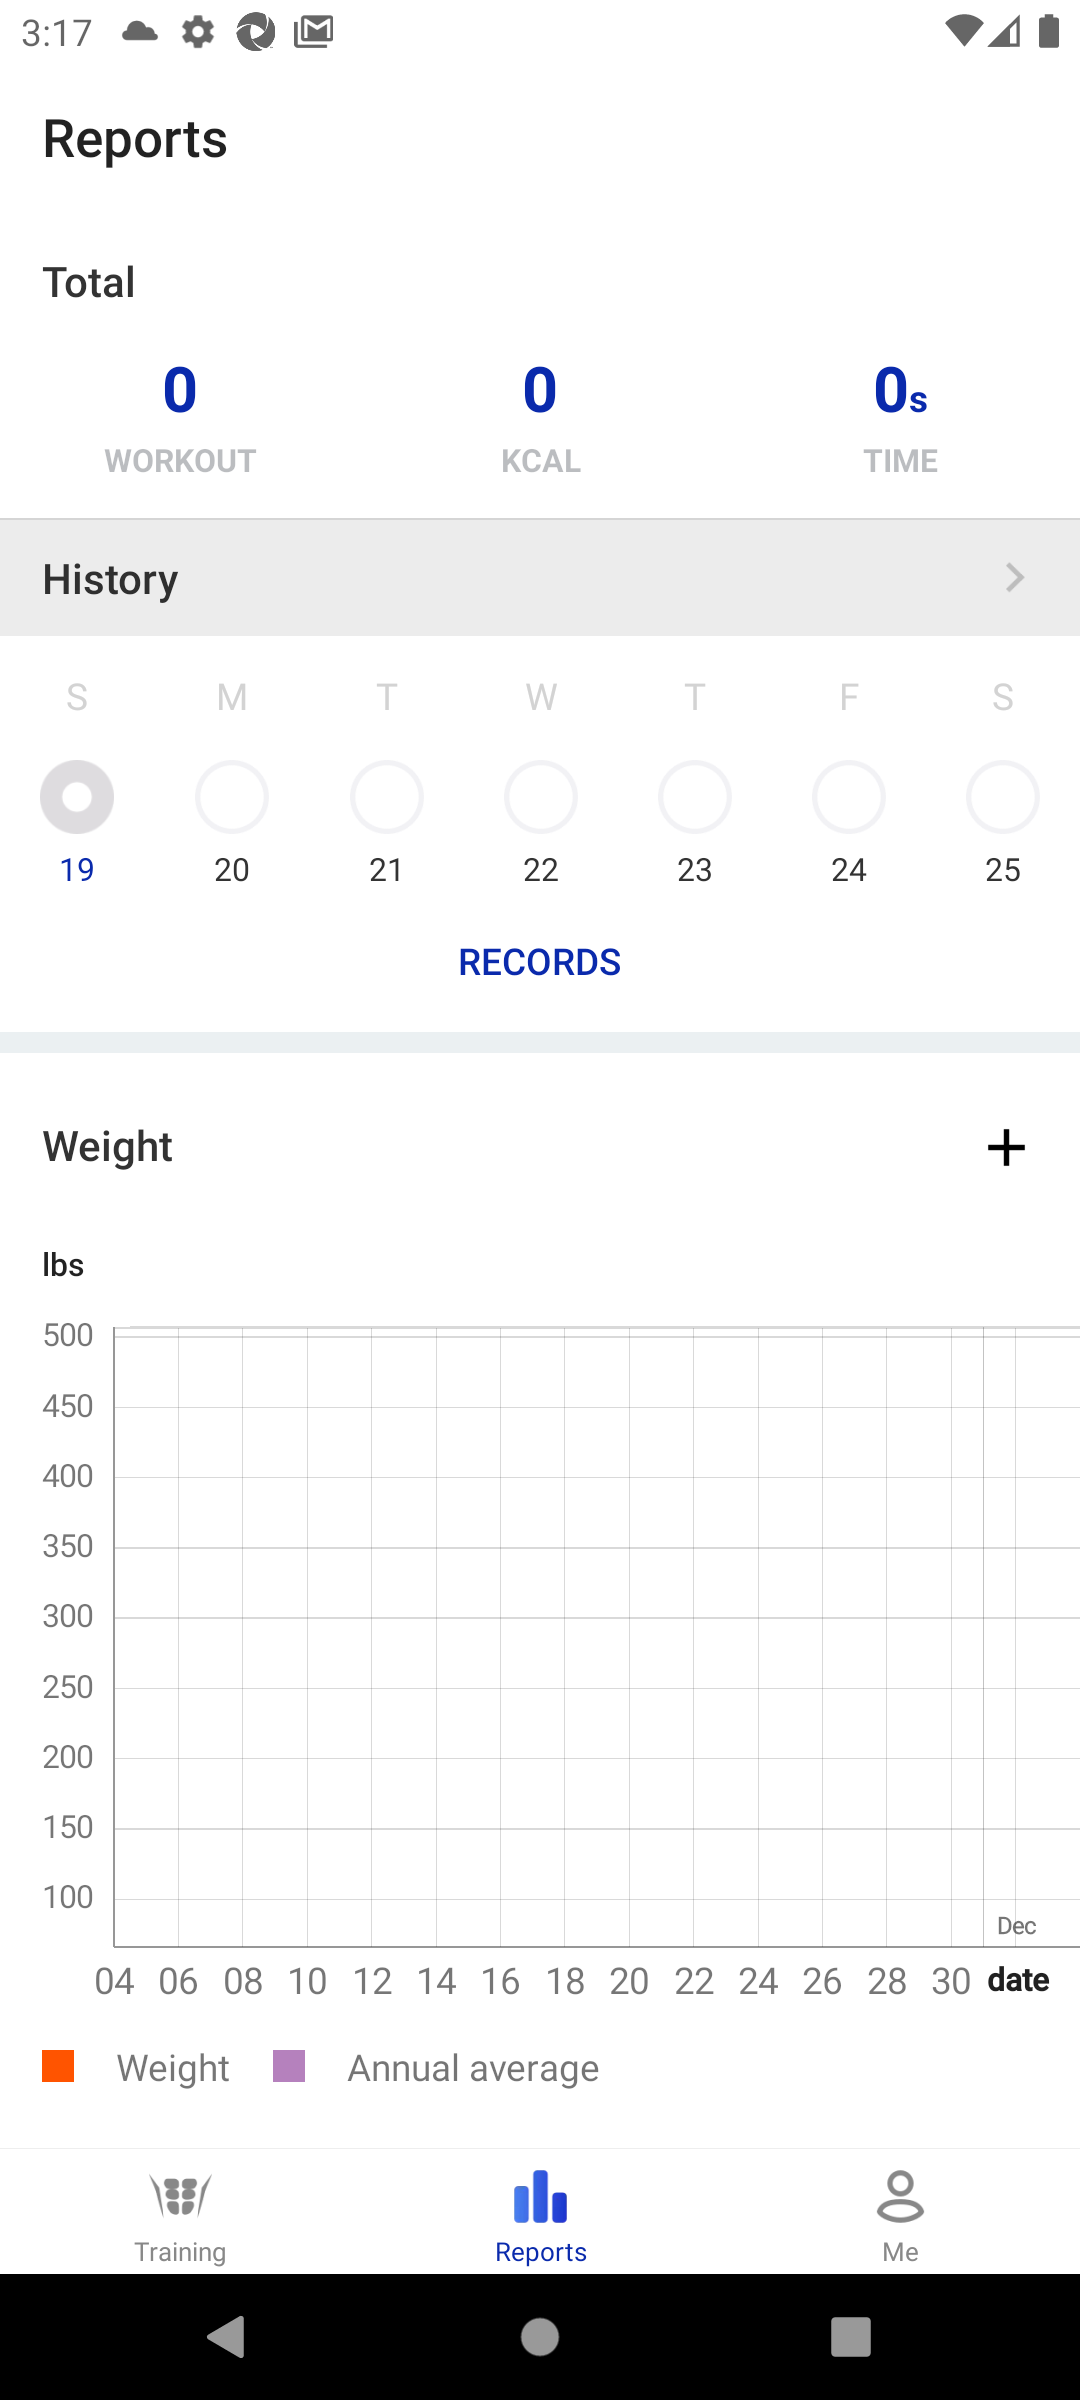 3:17
Reports
Total
0 0 0s
WORKOUT KCAL TIME
History
S M T W T F S
19 20 21 22 23 24 25
RECORDS
Weight
lbs
500
450
400
350
300
250
200
150
100
Dec
04 06 08 10 12 14 16 18 20 22 24 26 28 30 date
Weight Annual average
Training Reports Me